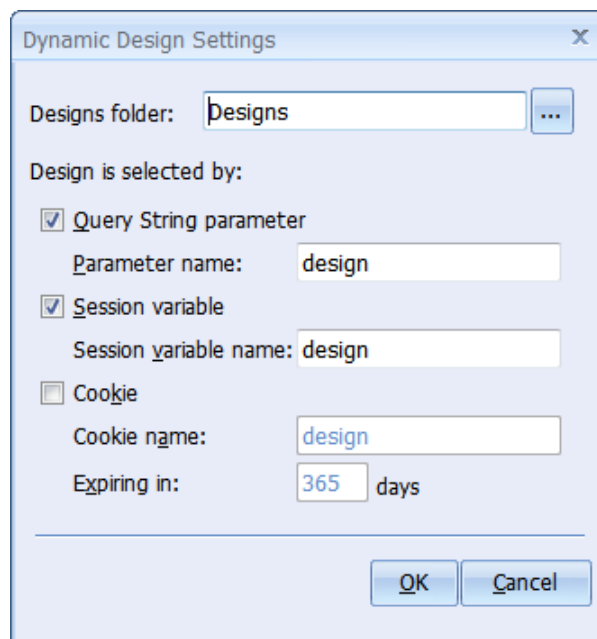 Dynamic Design Settings x
Designs folder: Designs ...
Design is selected by:
Query String parameter
Parameter name: design
Session variable
Session variable name: design
Cookie
Cookie name: design
Expiring in: 365 days
OK Cancel